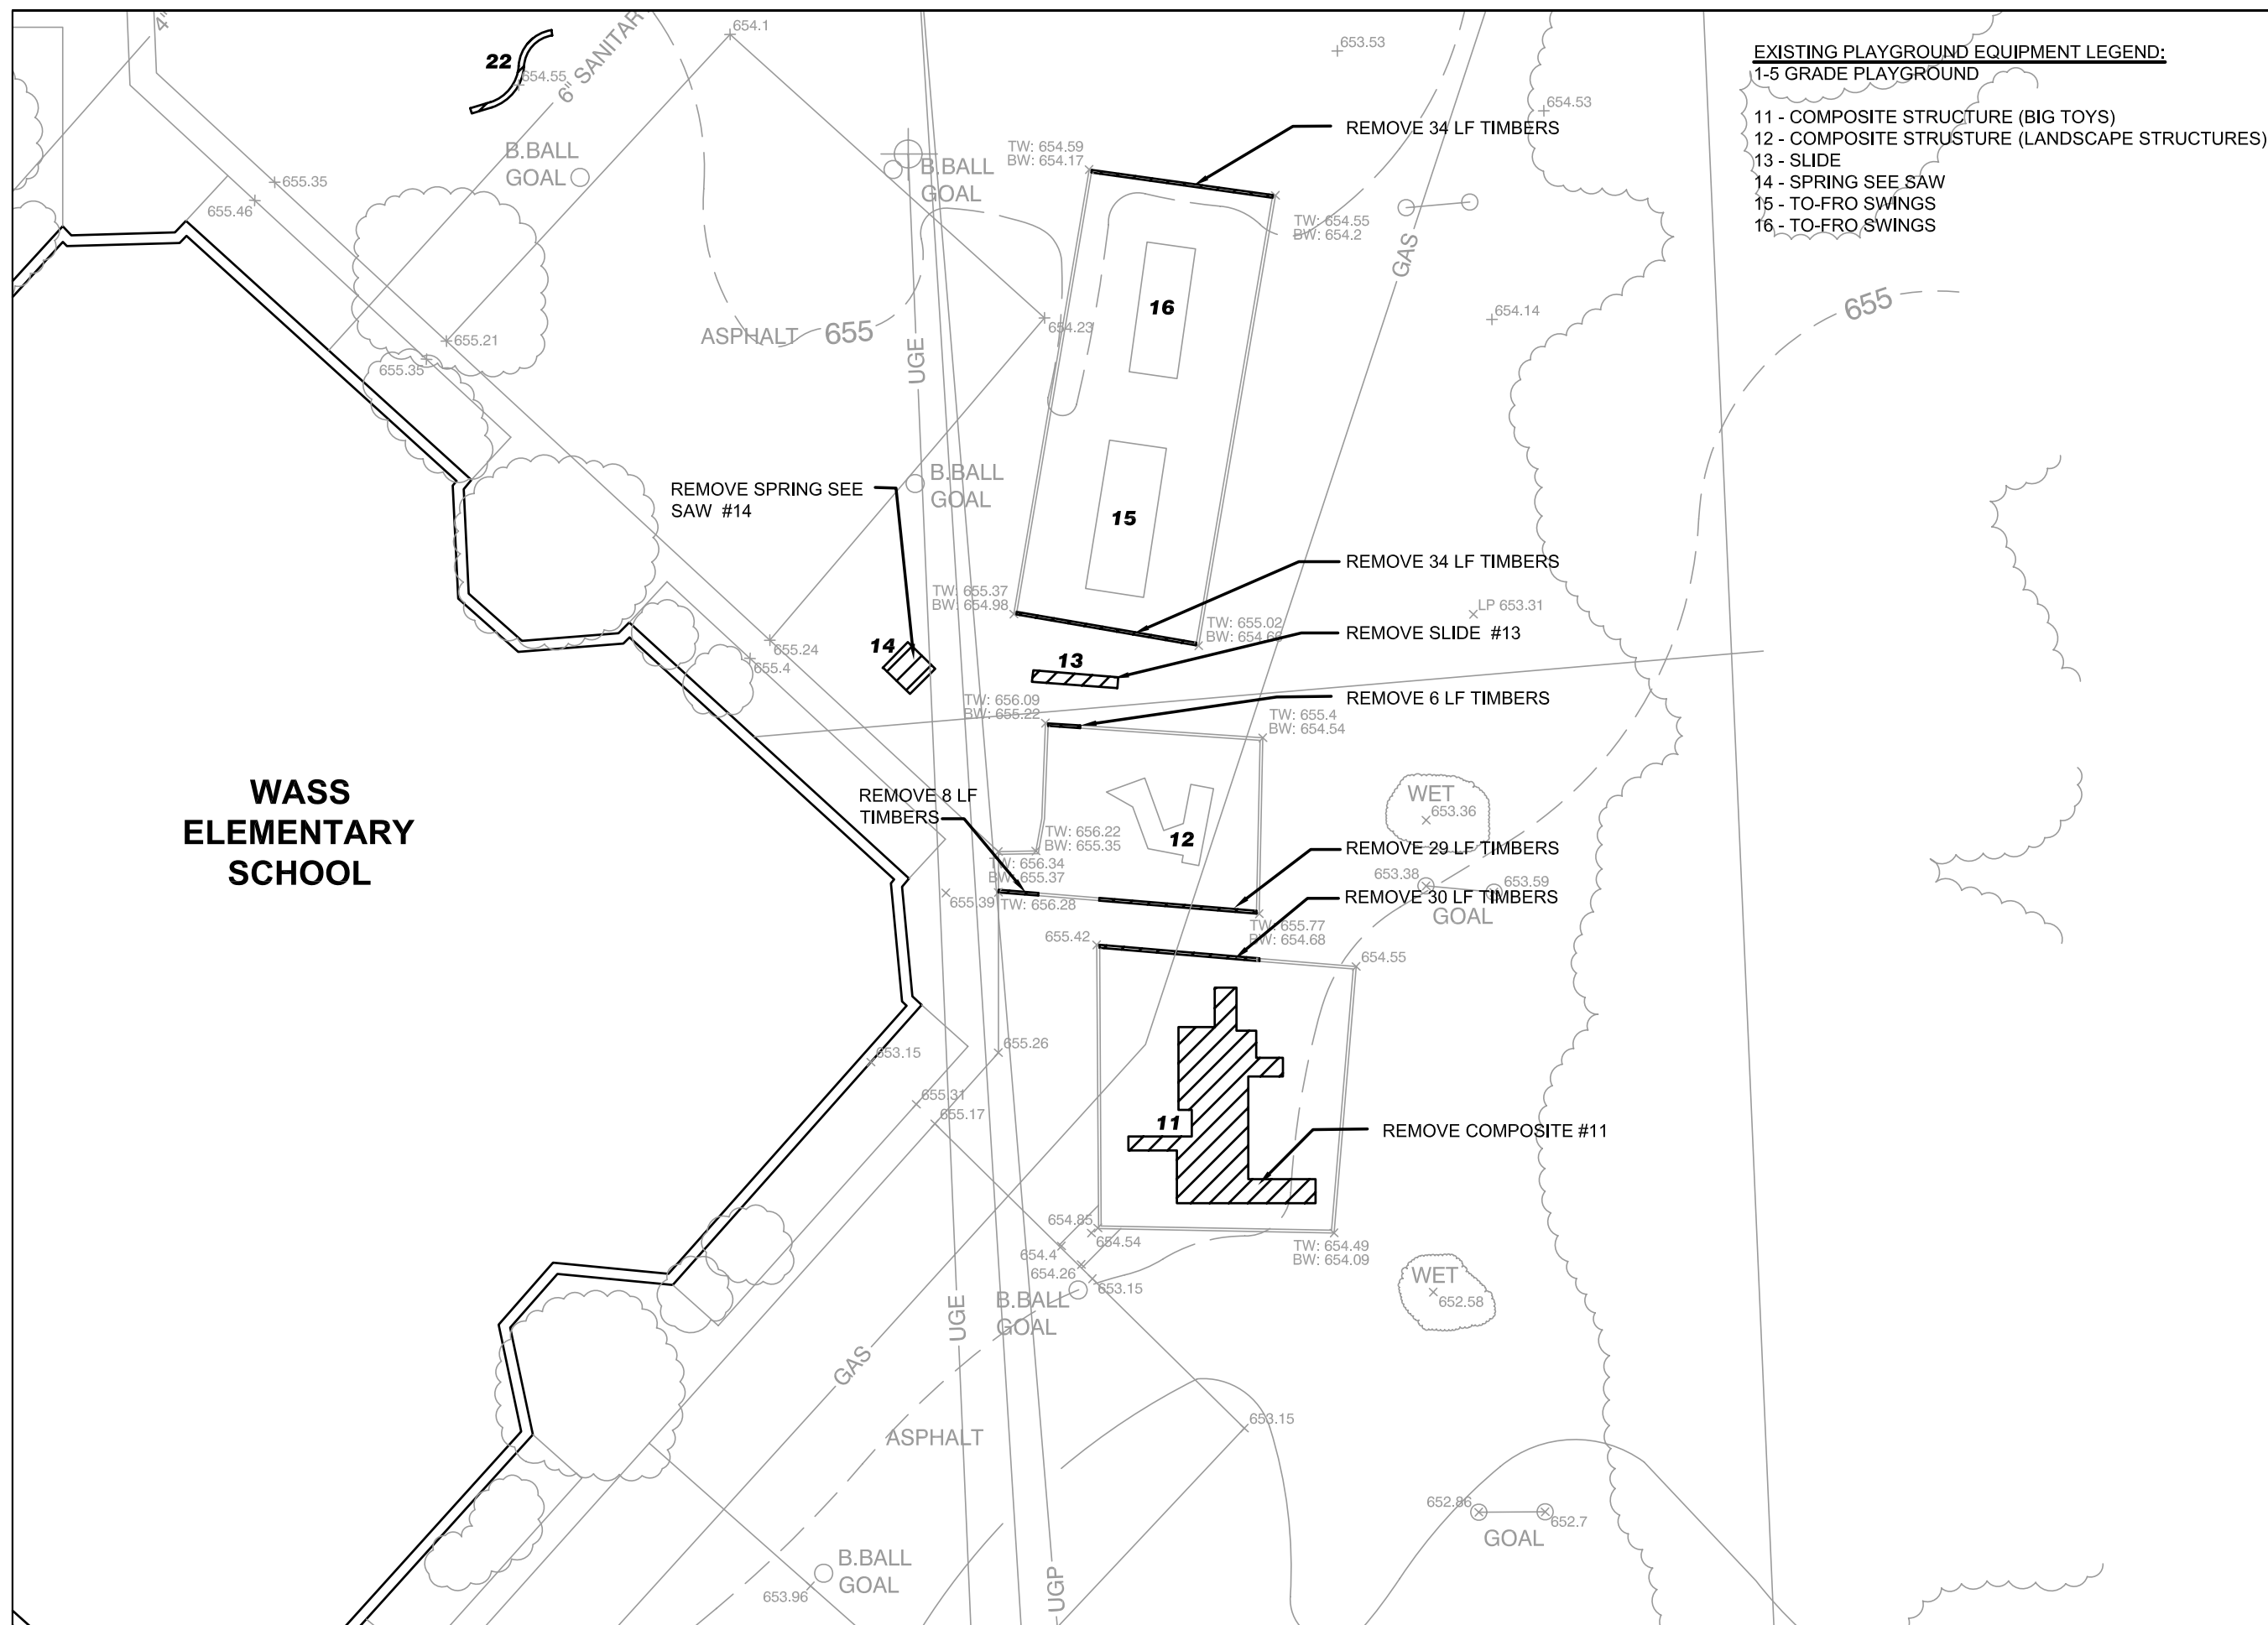 EXISTING PLAYGROUND EQUIPMENT LEGEND:
1-5 GRADE PLAYGROUND
11 - COMPOSITE STRUCTURE (BIG TOYS)
12 - COMPOSITE STRUSTURE (LANDSCAPE STRUCTURES)
13 - SLIDE
14 - SPRING SEE SAW
15 - TO-FRO SWINGS
16 - TO-FRO SWINGS
4"
22
654.55
6" SANITAR
654.1
653.53
654.53
B.BALL
GOAL
B.BALL
GOAL
TW: 654.59
BW: 654.17
REMOVE 34 LF TIMBERS
655.35
655.46
TW: 654.55
BW: 654.2
GAS
16
654.14
655
655.21
655.35
ASPHALT
655
UGE
654.23
B.BALL
GOAL
REMOVE SPRING SEE
SAW #14
15
REMOVE 34 LF TIMBERS
TW: 655.37
BW: 654.98
LP 653.31
TW: 655.02
BW: 654.66
REMOVE SLIDE #13
14
655.24
655.4
13
REMOVE 6 LF TIMBERS
TW: 656.09
BW: 655.22
TW: 655.4
BW: 654.54
WASS
ELEMENTARY
SCHOOL
REMOVE 8 LF
TIMBERS
WET
653.36
TW: 656.22
BW: 655.35
12
REMOVE 29 LF TIMBERS
TW: 656.34
BW: 655.37
653.38
653.59
GOAL
655.39
TW: 656.28
REMOVE 30 LF TIMBERS
TW: 655.77
BW: 654.68
655.42
654.55
653.15
655.26
655.31
655.17
11
REMOVE COMPOSITE #11
654.85
654.54
654.4
654.26
653.15
TW: 654.49
BW: 654.09
B.BALL
GOAL
UGE
WET
652.58
GAS
ASPHALT
653.15
652.86
652.7
GOAL
B.BALL
GOAL
653.96
UGP